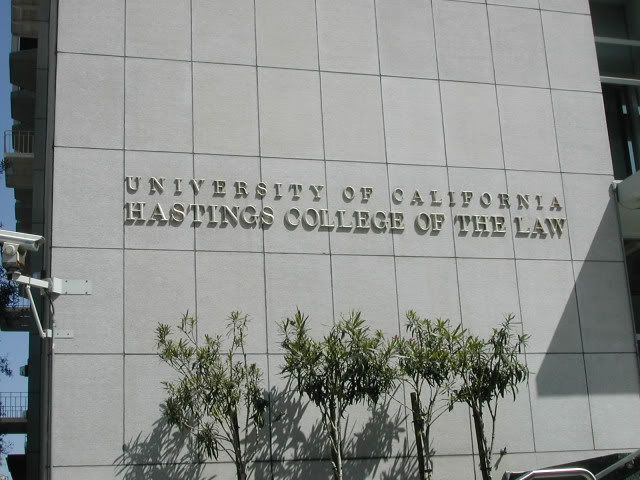 UNIVERSITY OF CALIFORNIA
HASTINGS COLLEGE OF THE LAW